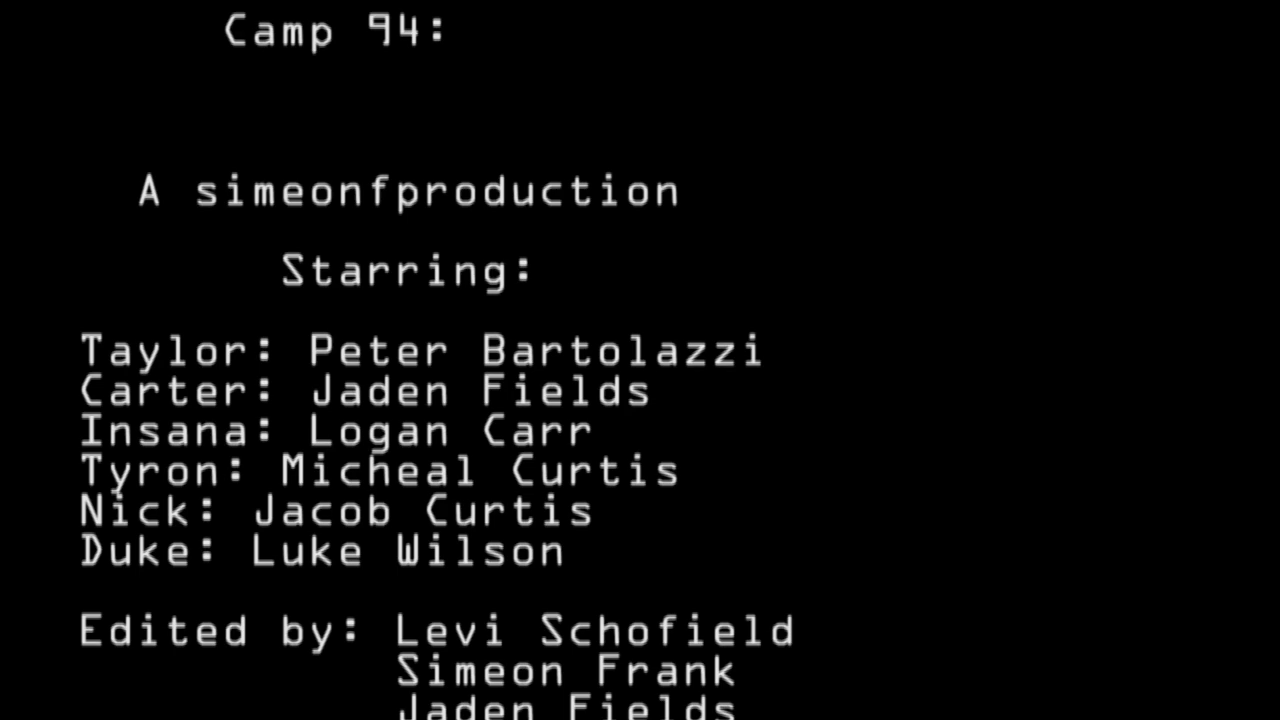 Camp 94:
A simeonfproduction
Starring:
Taylor: Peter Bartolazzi
Carter: Jaden Fields
Insana: Logan Carr
Tyron: Micheal Curtis
Nick: Jacob Curtis
Duke: Luke Wilson
Edited by: Levi Schofield
Simeon Frank
Jaden Fields